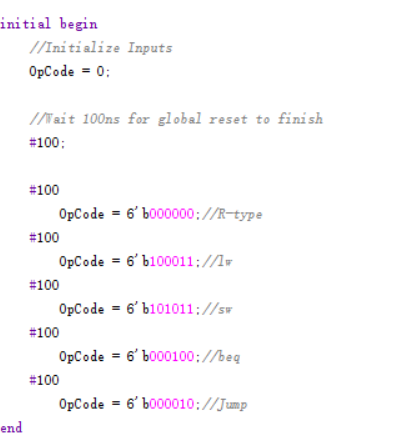 initial begin
//Initialize Inputs
OpCode = 0;
//Wait 100ns for global reset to finish
#100;
#100
OpCode = 6'b000000;//R-type
#100
OpCode = 6'b100011;//lw
#100
OpCode = 6'b101011;//sw
#100
OpCode = 6'b000100;//beq
#100
OpCode = 6'b000010;//Jump
end